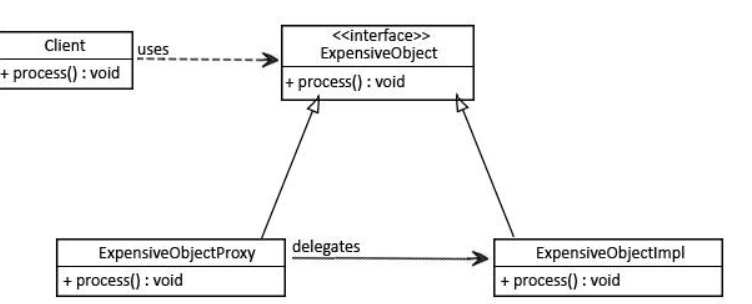 Client
+ process() : void
uses
<<interface>>
ExpensiveObject
+ process() : void
ExpensiveObjectProxy
+ process() : void
delegates
ExpensiveObjectImpl
+ process() : void